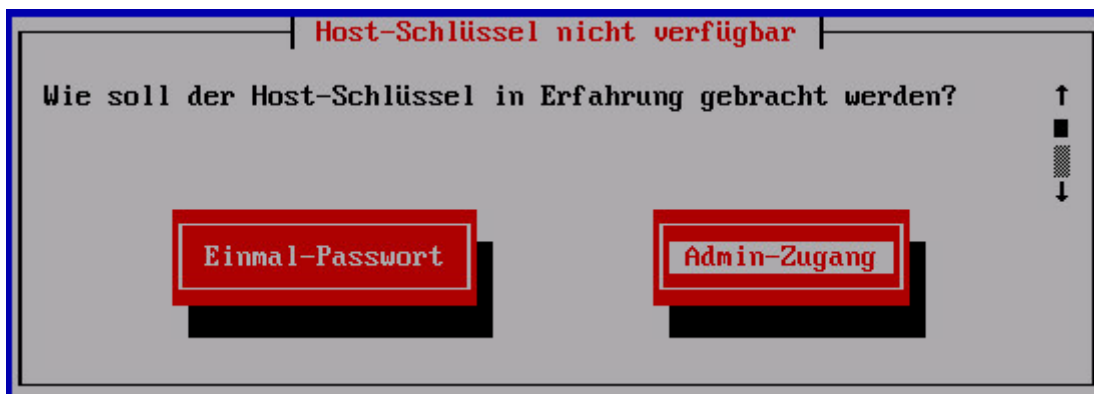 Host-Schlüssel nicht verfügbar
Wie soll der Host-Schlüssel in Erfahrung gebracht werden?
Einmal-Passwort
Admin-Zugang